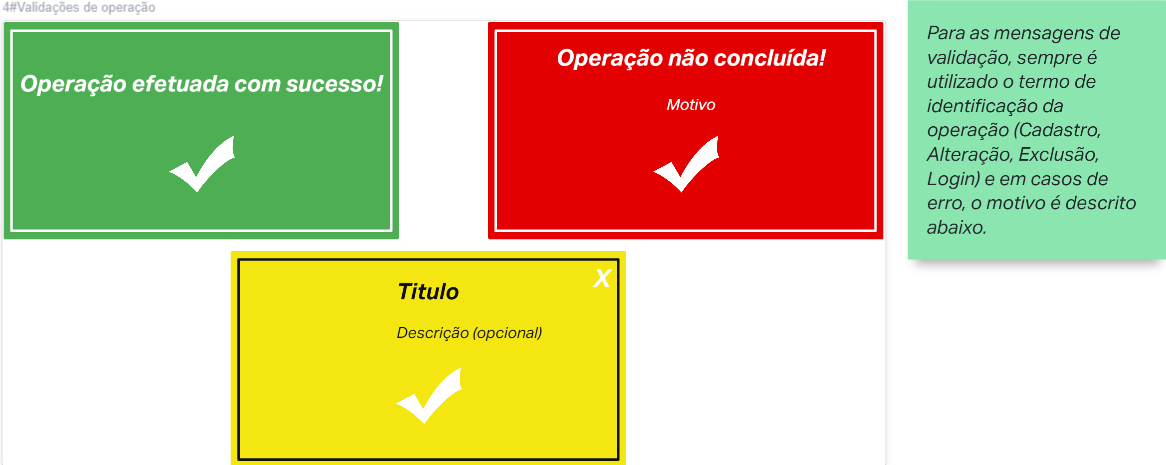 4#Validações de operação
Operação efetuada com sucesso!
Operação não concluída!
Motivo
X
Titulo
Descrição (opcional)
Para as mensagens de
validação, sempre é
utilizado o termo de
identificação da
operação (Cadastro,
Alteração, Exclusão,
Login) e em casos de
erro, o motivo é descrito
abaixo.